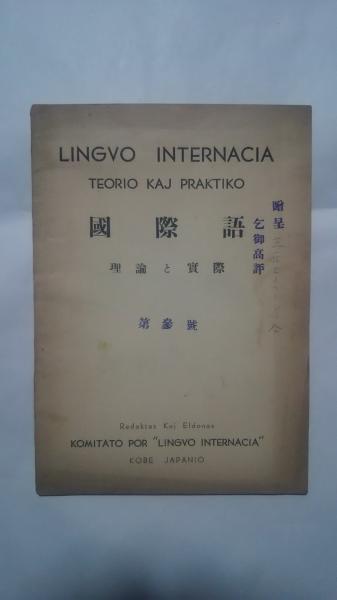 LINGVO INTERNACIA
TEORIO KAJ PRAKTIKO
國際語
理論と實際
第參號
贈呈
乞御高評
Redaktas Kaj Eldonas
KOMITATO POR "LINGVO INTERNACIA"
KOBE JAPANIO